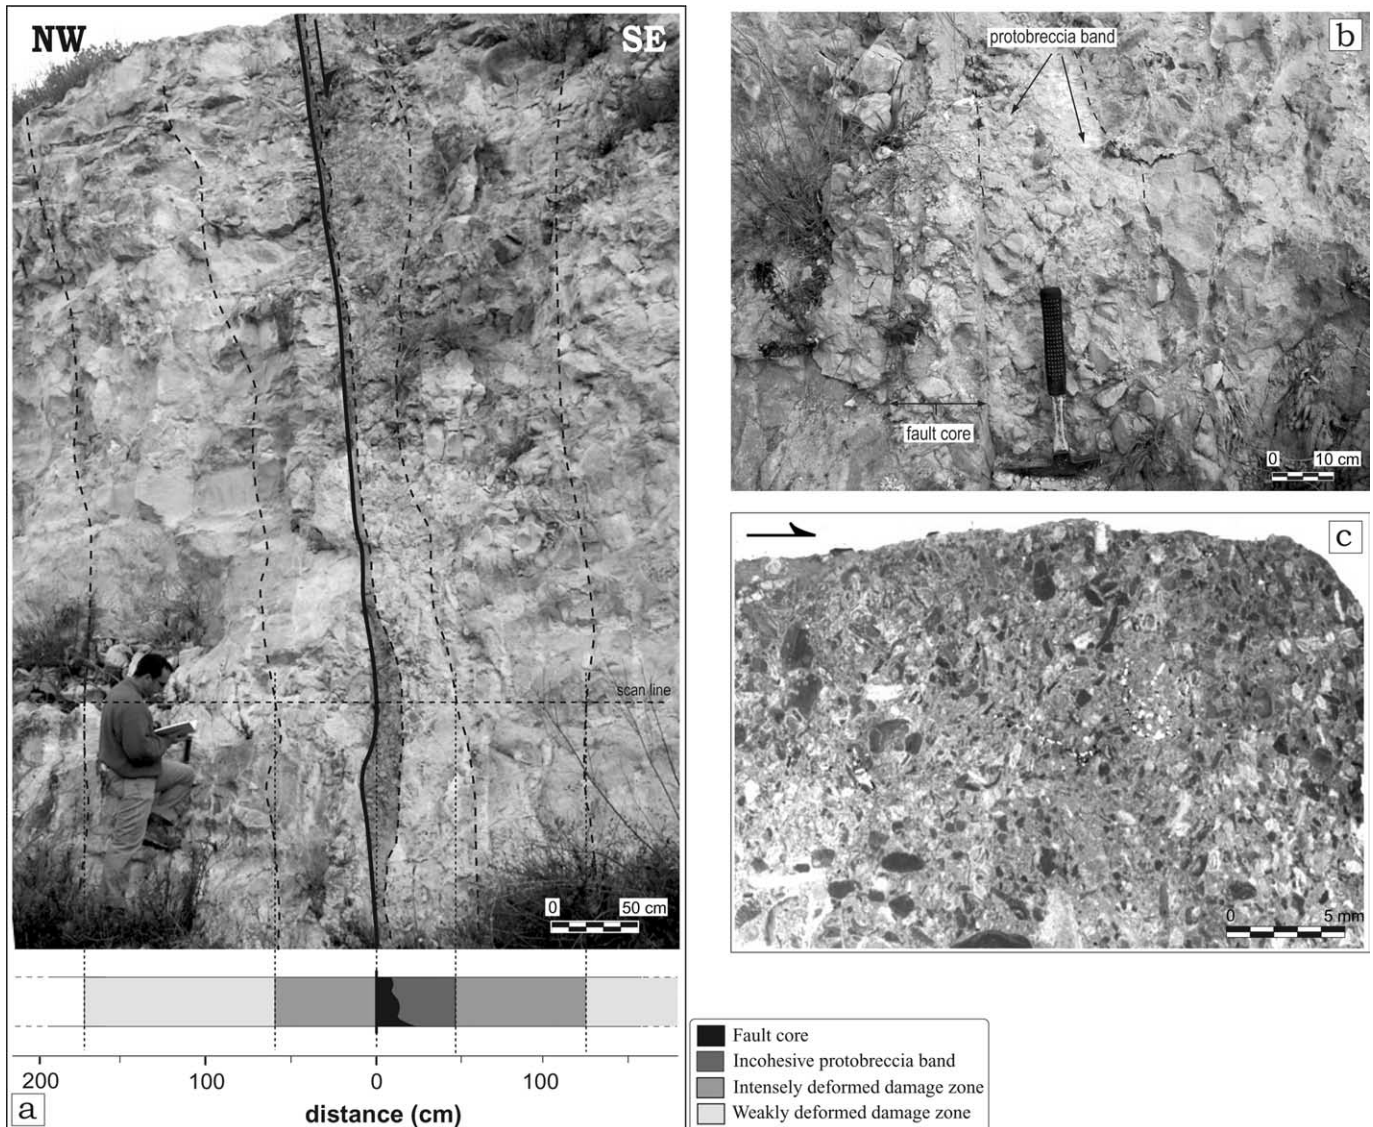 NW
SE
scan line
0 50 cm
200 100 0 100
distance (cm)
a
protobreccia band
b
fault core
0 10 cm
c
0 5 mm
Fault core
Incohesive protobreccia band
Intensely deformed damage zone
Weakly deformed damage zone